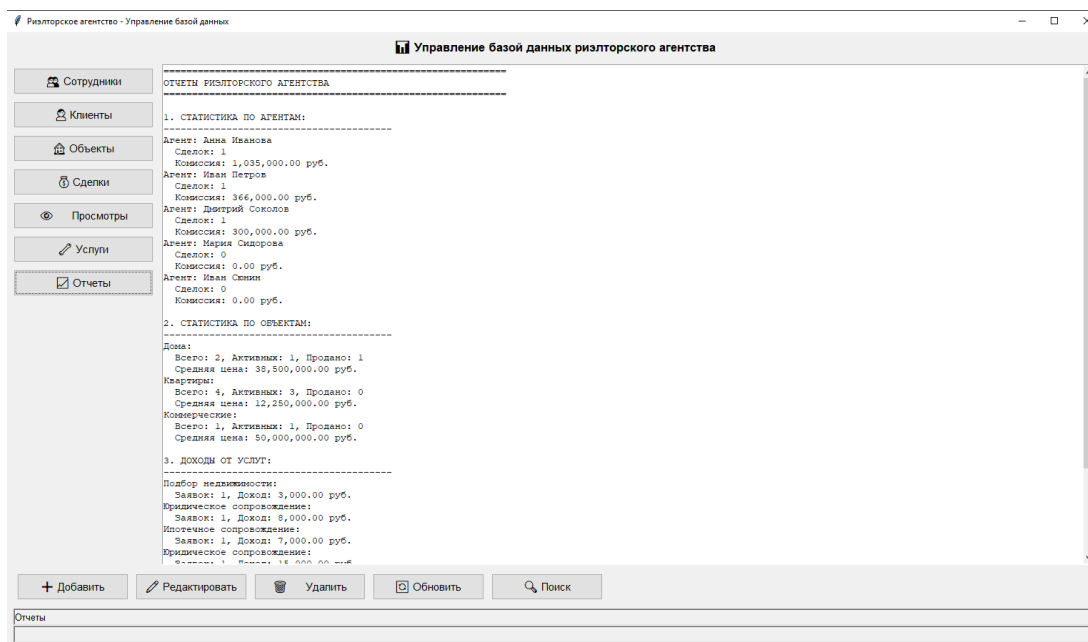 Риэлторское агентство - Управление базой данных
Управление базой данных риэлторского агентства
Сотрудники
Клиенты
Объекты
Сделки
Просмотры
Услуги
Отчеты
============================================================
ОТЧЕТЫ РИЭЛТОРСКОГО АГЕНТСТВА
============================================================
1. СТАТИСТИКА ПО АГЕНТАМ:
----------------------------------------
Агент: Анна Иванова
Сделок: 1
Комиссия: 1,035,000.00 руб.
Агент: Иван Петров
Сделок: 1
Комиссия: 366,000.00 руб.
Агент: Дмитрий Соколов
Сделок: 1
Комиссия: 300,000.00 руб.
Агент: Мария Сидорова
Сделок: 0
Комиссия: 0.00 руб.
Агент: Иван Сюнин
Сделок: 0
Комиссия: 0.00 руб.
2. СТАТИСТИКА ПО ОБЪЕКТАМ:
----------------------------------------
Дома:
Всего: 2, Активных: 1, Продано: 1
Средняя цена: 38,500,000.00 руб.
Квартиры:
Всего: 4, Активных: 3, Продано: 0
Средняя цена: 12,250,000.00 руб.
Коммерческие:
Всего: 1, Активных: 1, Продано: 0
Средняя цена: 50,000,000.00 руб.
3. ДОХОДЫ ОТ УСЛУГ:
----------------------------------------
Подбор недвижимости:
Заявок: 1, Доход: 3,000.00 руб.
Юридическое сопровождение:
Заявок: 1, Доход: 8,000.00 руб.
Ипотечное сопровождение:
Заявок: 1, Доход: 7,000.00 руб.
Юридическое сопровождение:
Заявок: 1, Доход: 15,000.00 руб.
Добавить
Редактировать
Удалить
Обновить
Поиск
Отчеты